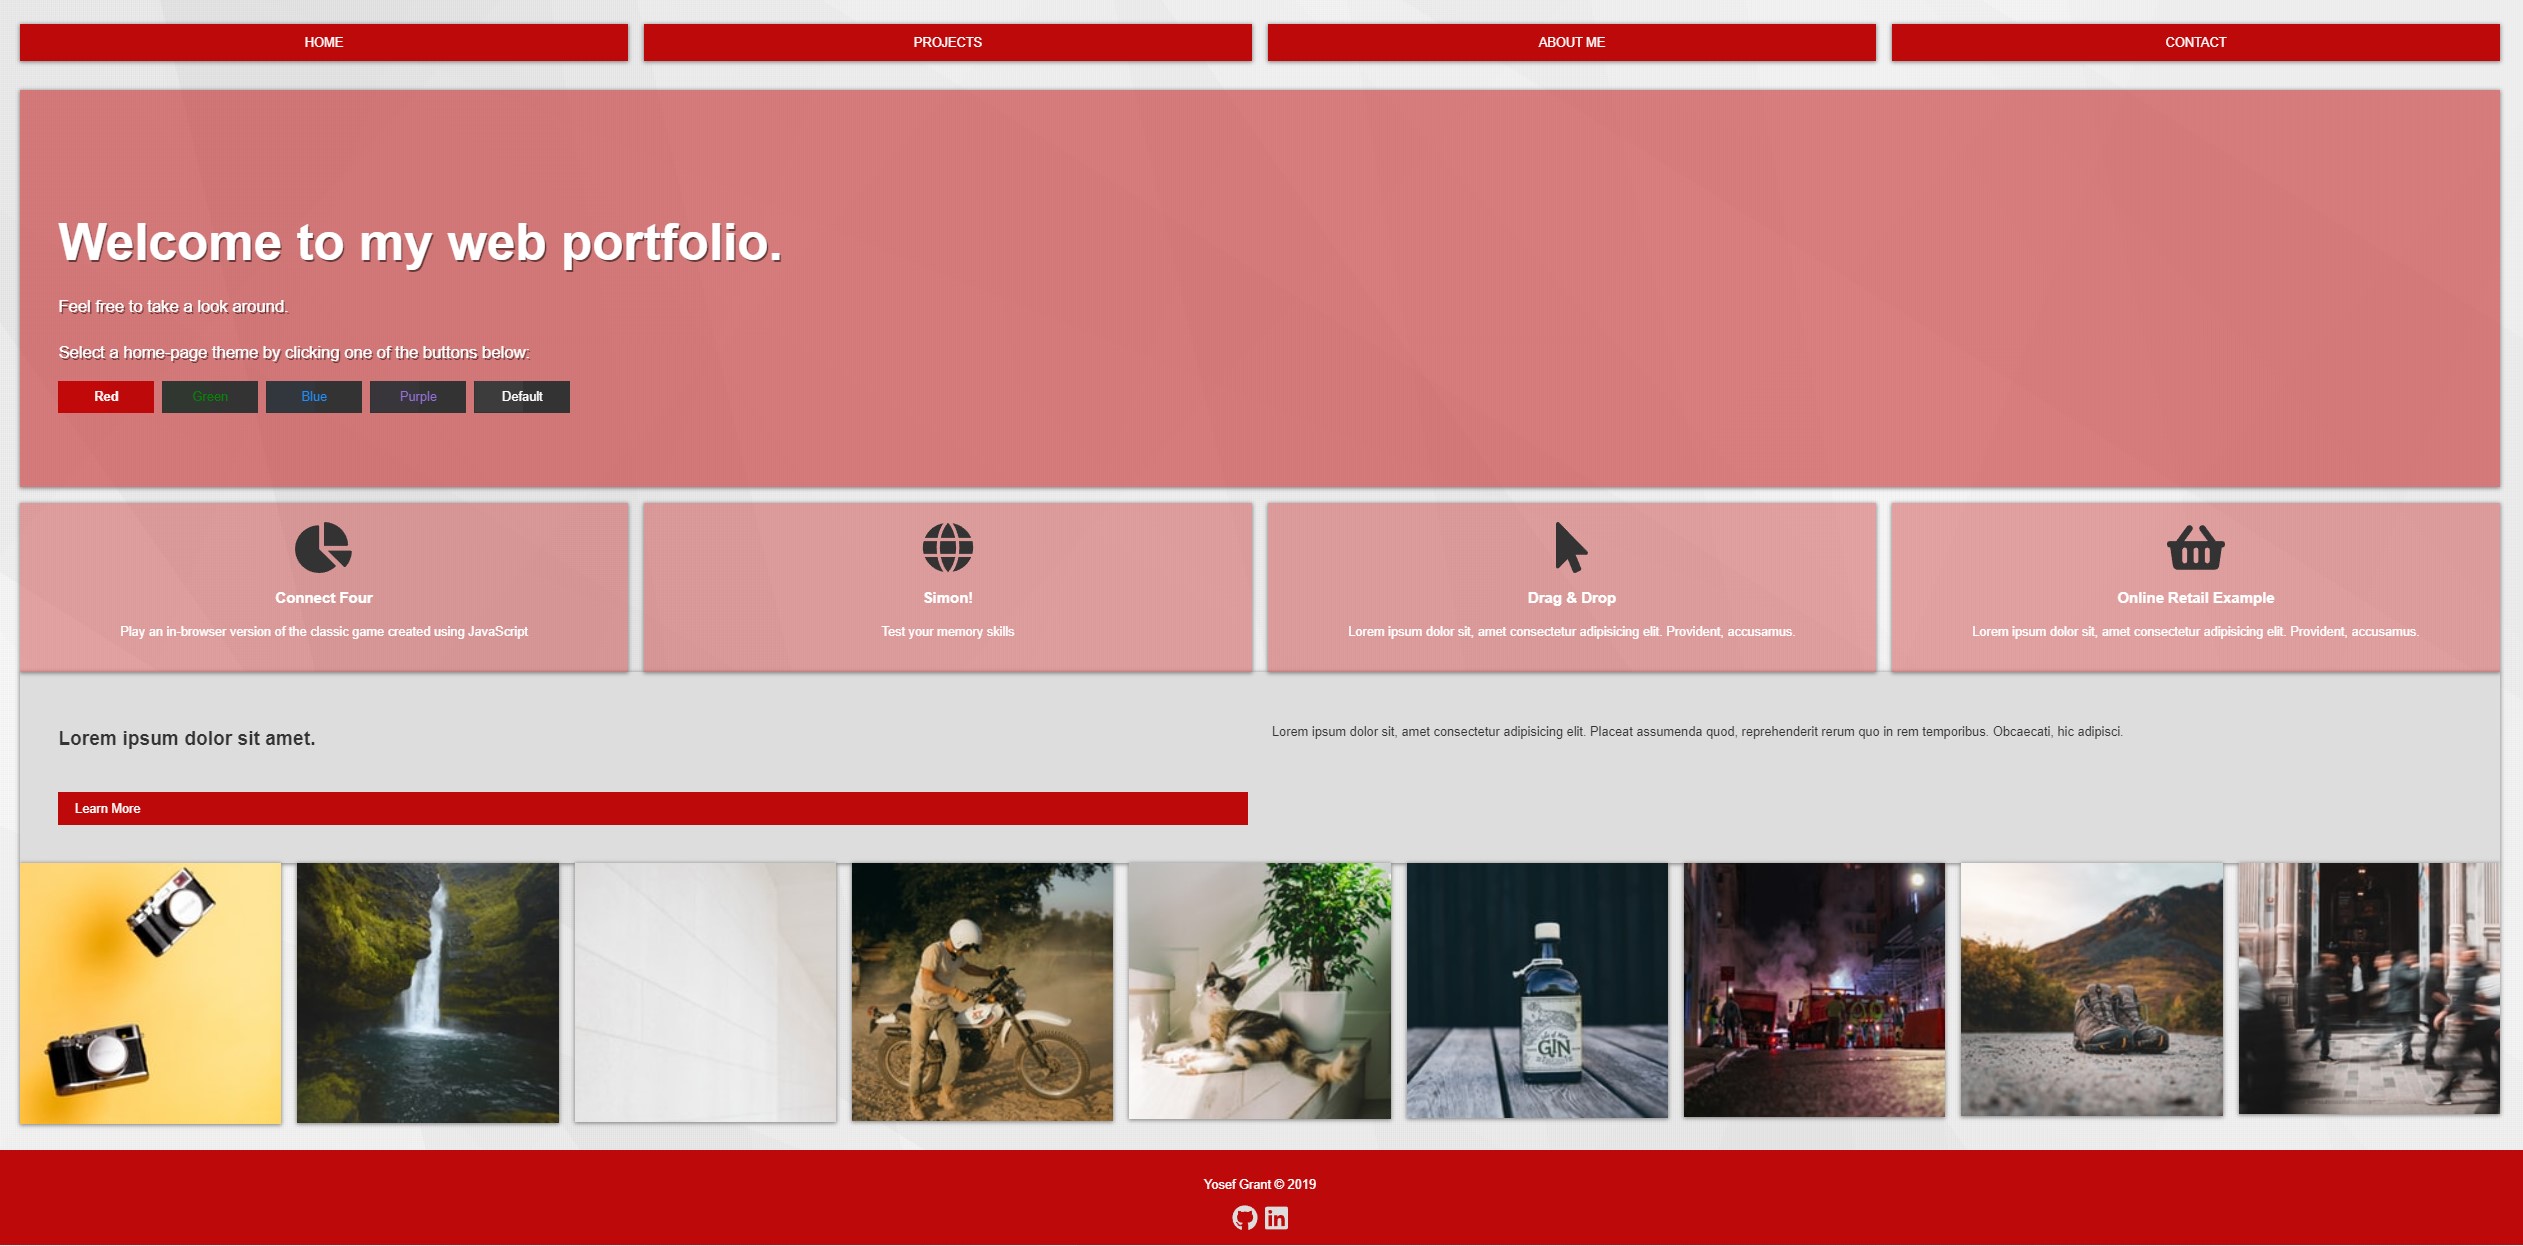 HOME
PROJECTS
ABOUT ME
CONTACT
Welcome to my web portfolio.
Feel free to take a look around.
Select a home-page theme by clicking one of the buttons below:
Red
Green
Blue
Purple
Default
Connect Four
Play an in-browser version of the classic game created using JavaScript
Simon!
Test your memory skills
Drag & Drop
Lorem ipsum dolor sit, amet consectetur adipisicing elit. Provident, accusamus.
Online Retail Example
Lorem ipsum dolor sit, amet consectetur adipisicing elit. Provident, accusamus.
Lorem ipsum dolor sit amet.
Lorem ipsum dolor sit, amet consectetur adipisicing elit. Placeat assumenda quod, reprehenderit rerum quo in rem temporibus. Obcaecati, hic adipisci.
Learn More
GIN
Yosef Grant © 2019
in